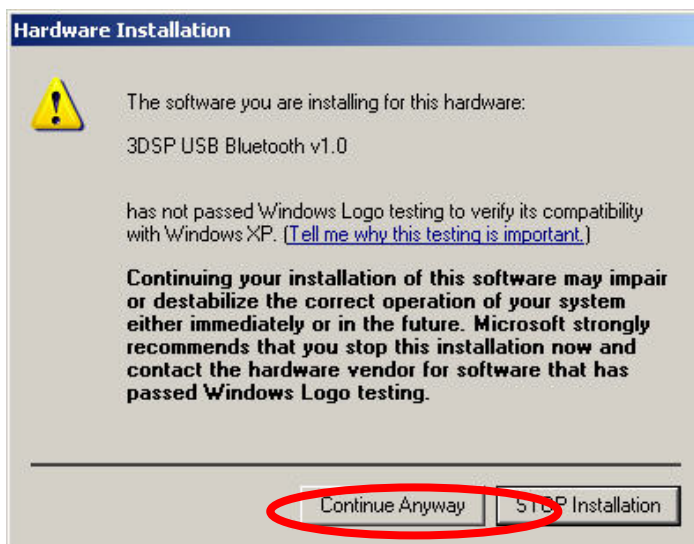 Hardware Installation
The software you are installing for this hardware:
3DSP USB Bluetooth v1.0
has not passed Windows Logo testing to verify its compatibility
with Windows XP. (Tell me why this testing is important.)
Continuing your installation of this software may impair
or destabilize the correct operation of your system
either immediately or in the future. Microsoft strongly
recommends that you stop this installation now and
contact the hardware vendor for software that has
passed Windows Logo testing.
Continue Anyway STOP Installation